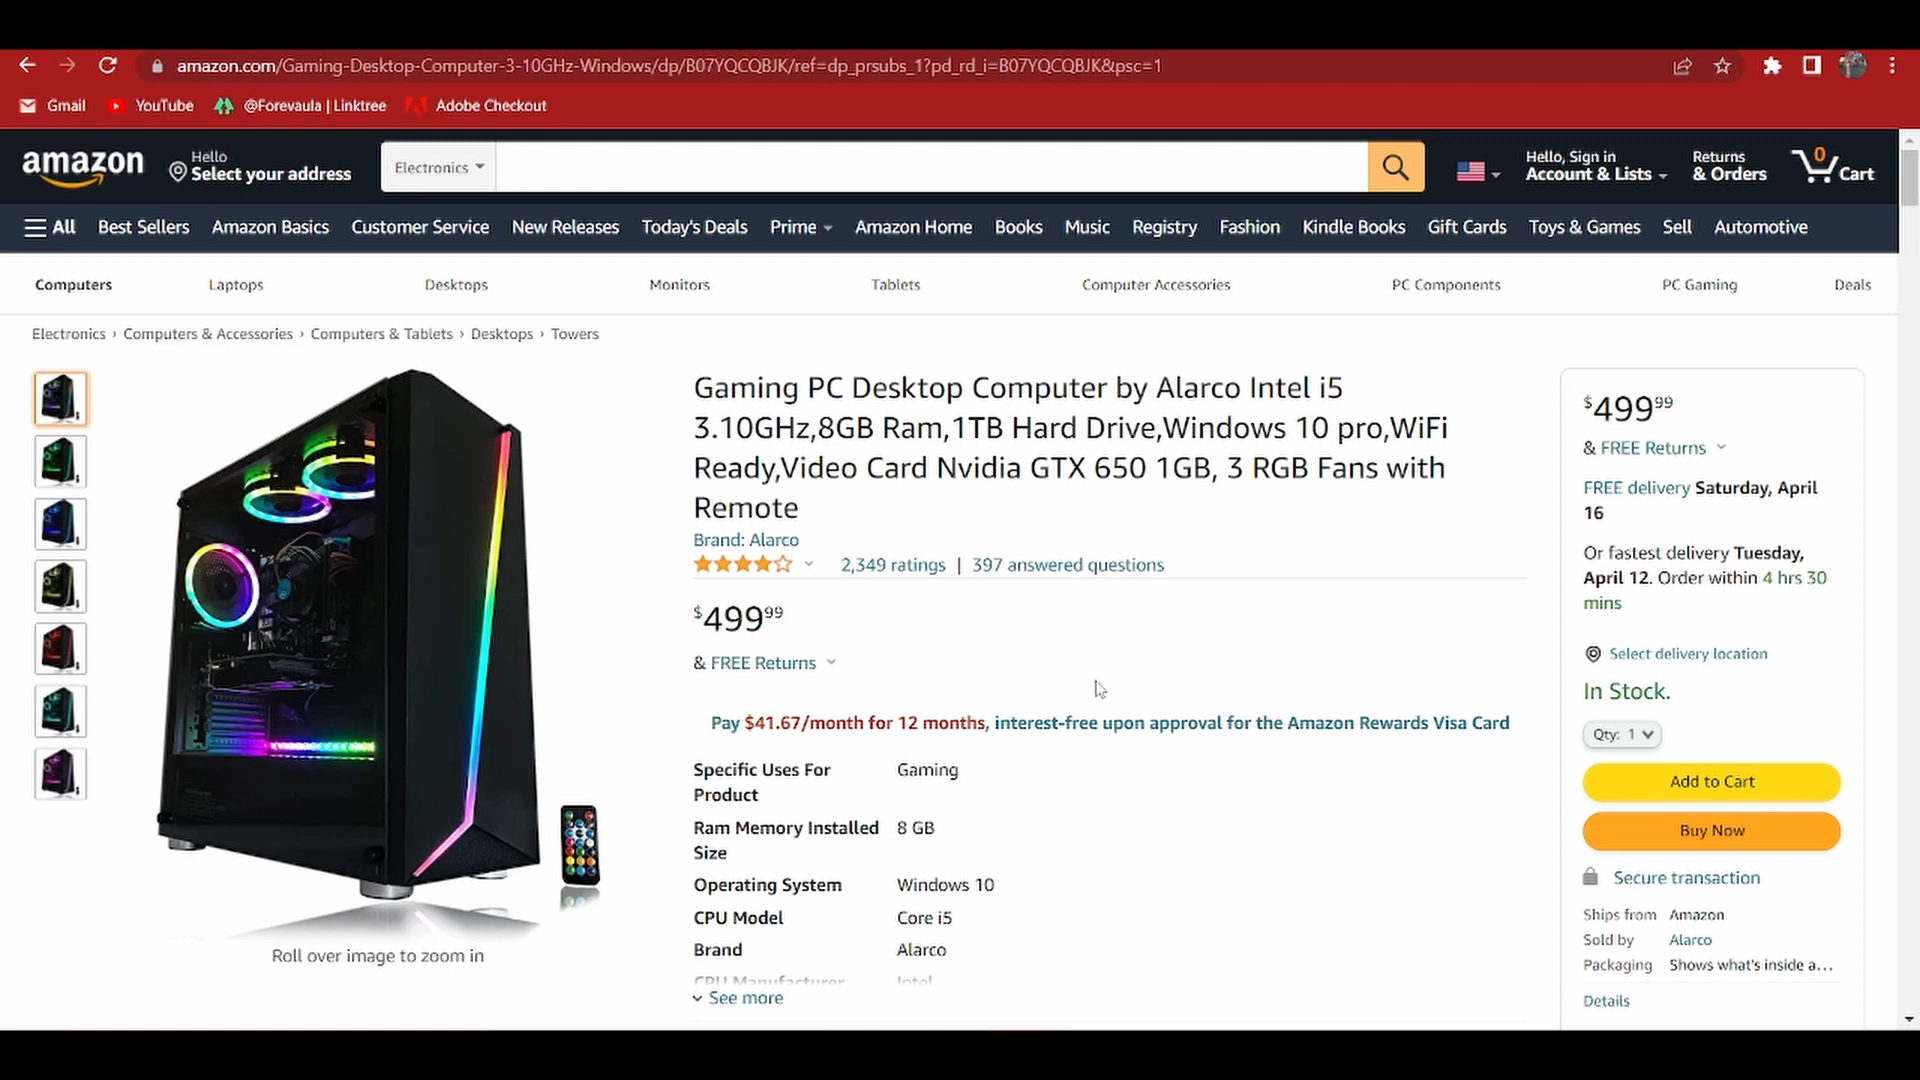 amazon.com/Gaming-Desktop-Computer-3-10GHz-Windows/dp/B07YQCQBJK/ref=dp_prsubs_1?pd_rd_i=B07YQCQBJK&psc=1
Gmail YouTube @Forevaula | Linktree Adobe Checkout
amazon Hello Select your address Electronics Hello, Sign in Account & Lists Returns & Orders 0 Cart
All Best Sellers Amazon Basics Customer Service New Releases Today's Deals Prime Amazon Home Books Music Registry Fashion Kindle Books Gift Cards Toys & Games Sell Automotive
Computers Laptops Desktops Monitors Tablets Computer Accessories PC Components PC Gaming Deals
Electronics › Computers & Accessories › Computers & Tablets › Desktops › Towers
Roll over image to zoom in
Gaming PC Desktop Computer by Alarco Intel i5
3.10GHz,8GB Ram,1TB Hard Drive,Windows 10 pro,WiFi
Ready,Video Card Nvidia GTX 650 1GB, 3 RGB Fans with
Remote
Brand: Alarco
2,349 ratings | 397 answered questions
$499 99
& FREE Returns
Pay $41.67/month for 12 months, interest-free upon approval for the Amazon Rewards Visa Card
Specific Uses For Product Gaming
Ram Memory Installed Size 8 GB
Operating System Windows 10
CPU Model Core i5
Brand Alarco
CPU Manufacturer Intel
See more
$499 99
& FREE Returns
FREE delivery Saturday, April
16
Or fastest delivery Tuesday,
April 12. Order within 4 hrs 30
mins
Select delivery location
In Stock.
Qty: 1
Add to Cart
Buy Now
Secure transaction
Ships from Amazon
Sold by Alarco
Packaging Shows what's inside a...
Details